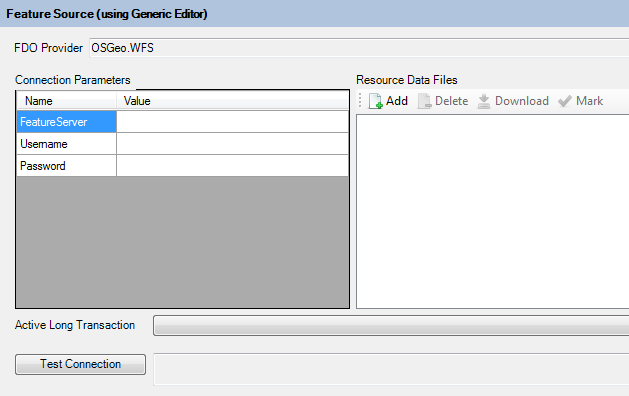 Feature Source (using Generic Editor)
FDO Provider OSGeo.WFS
Connection Parameters
Name Value
FeatureServer
Username
Password
Resource Data Files
Add Delete Download Mark
Active Long Transaction
Test Connection